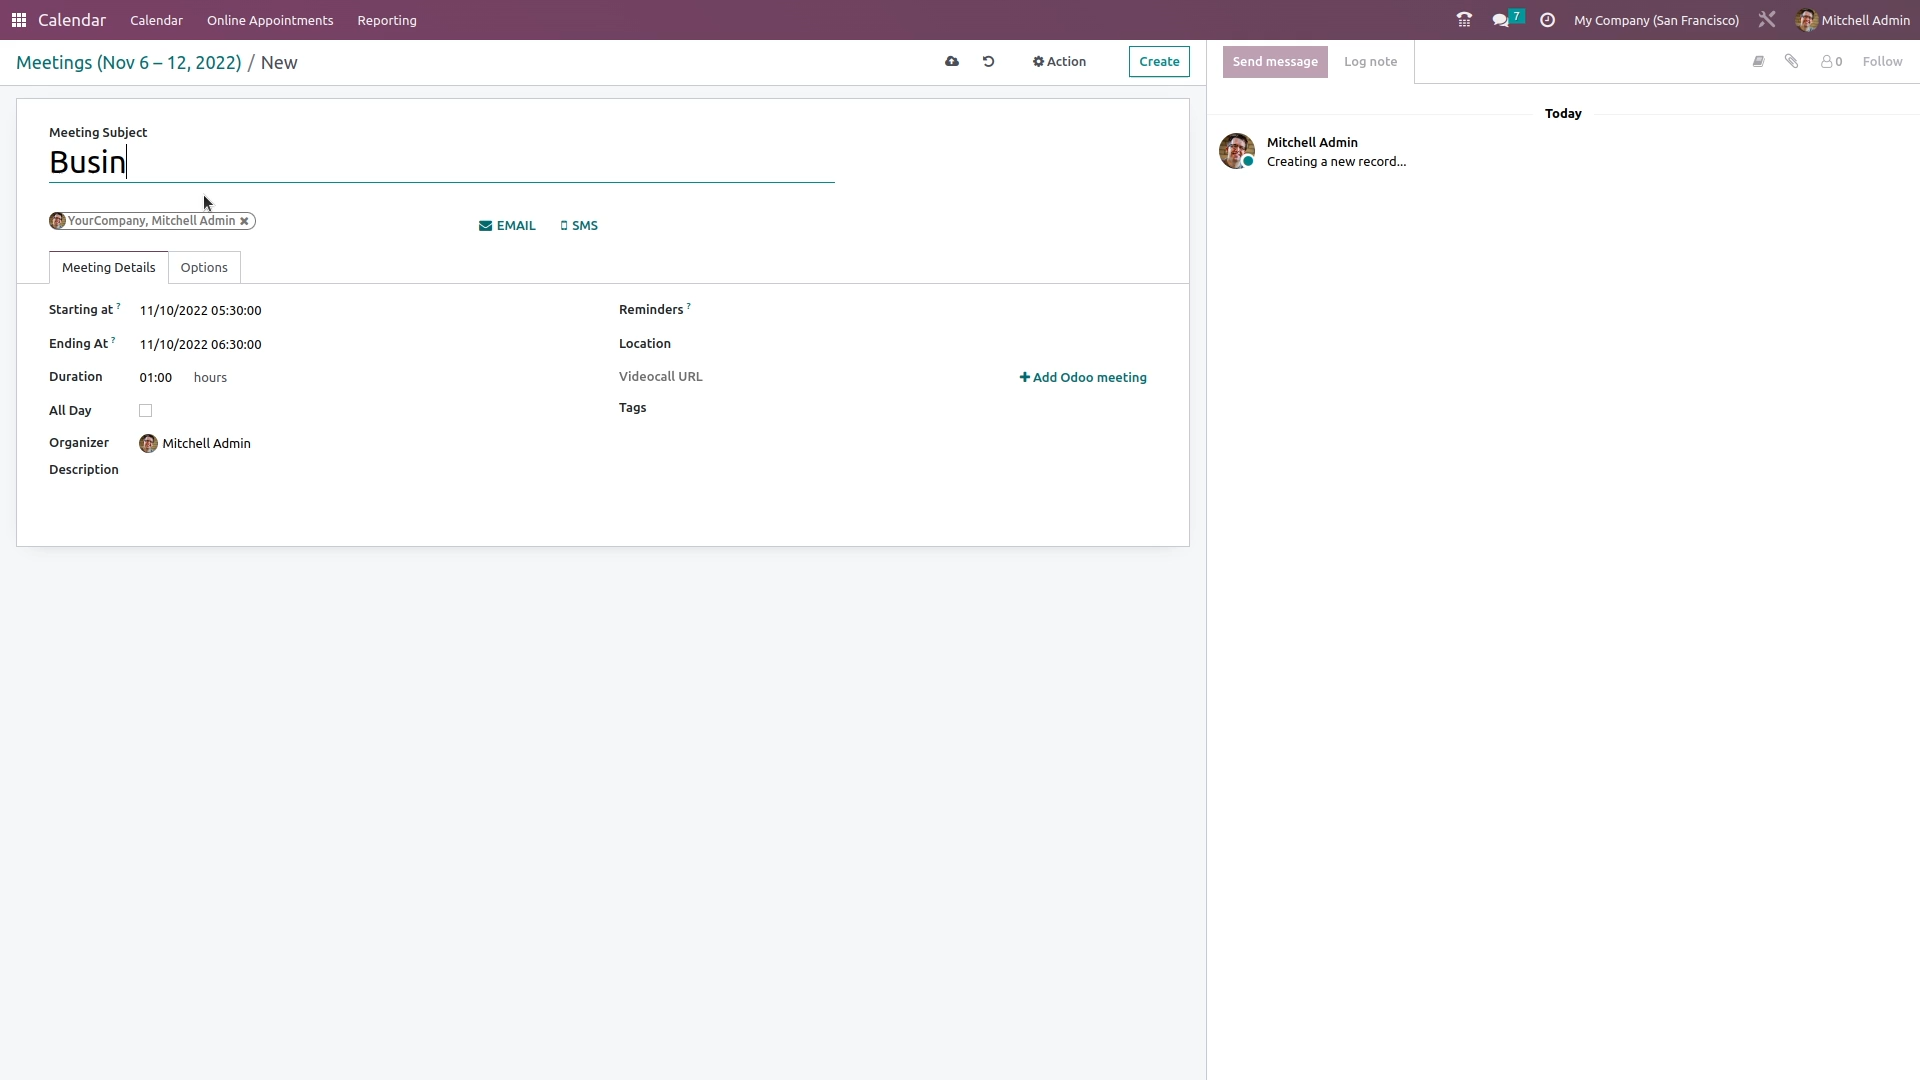 Calendar Calendar Online Appointments Reporting 7 My Company (San Francisco) Mitchell Admin
Meetings (Nov 6 – 12, 2022) / New Action Create Send message Log note 0 Follow
Today
Meeting Subject
Busin
Mitchell Admin
Creating a new record...
YourCompany, Mitchell Admin EMAIL SMS
Meeting Details Options
Starting at ? 11/10/2022 05:30:00 Reminders ?
Ending At ? 11/10/2022 06:30:00 Location
Duration 01:00 hours Videocall URL Add Odoo meeting
All Day Tags
Organizer Mitchell Admin
Description